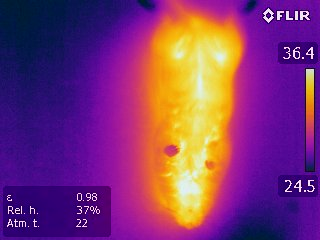 FLIR
36.4
24.5
ε 0.98
Rel. h. 37%
Atm. t. 22